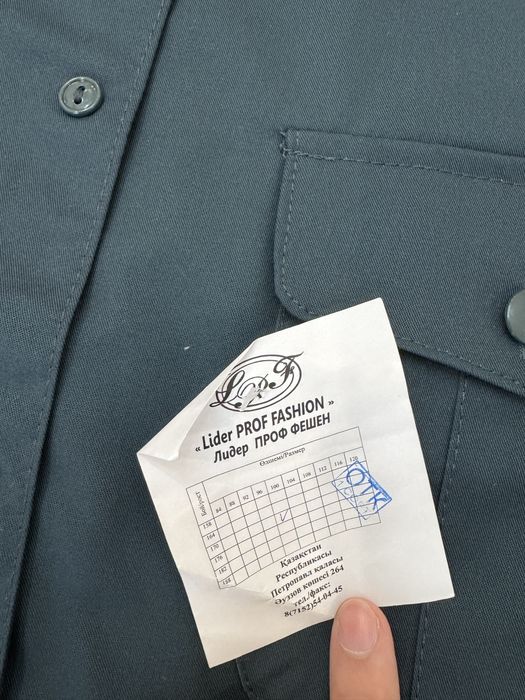 LPF
« Lider PROF FASHION »
Лидер ПРОФ ФЕШЕН
Өлшемі/Размер
Бой/рост 84 88 92 96 100 104 108 112 116 120
158
164
170
176
182
188
ОТК
Қазақстан
Республикасы
Петропавл қаласы
Әуэзов көшесі 264
тел./факс:
8(7152)54-04-45